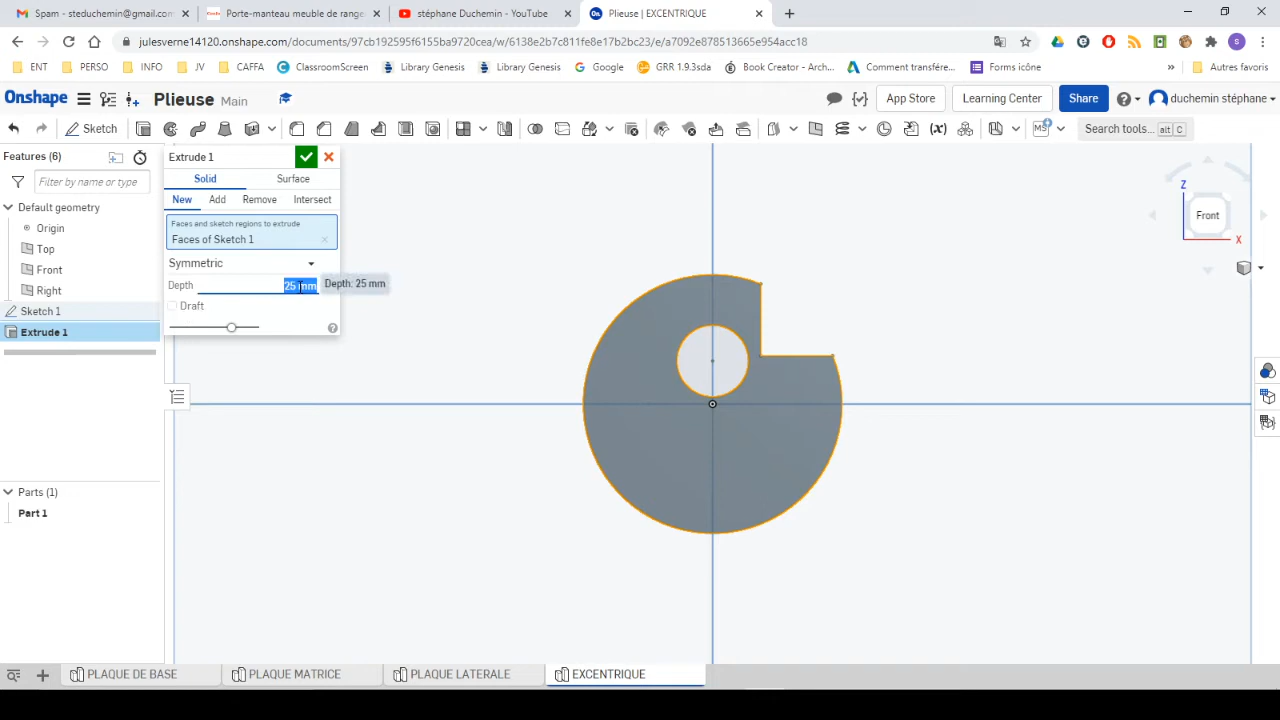 Spam - steduchemin@gmail.con
Porte-manteau meuble de range
stéphane Duchemin - YouTube
Plieuse | EXCENTRIQUE
julesverne14120.onshape.com/documents/97cb192595f6155ba9720cea/w/6138e2b7c811fe8e17b2bc23/e/a7092e878513665e954acc18
ENT PERSO INFO JV CAFFA ClassroomScreen Library Genesis Library Genesis Google GRR 1.9.3sda Book Creator - Arch... Comment transfére... Forms icône » Autres favoris
Onshape Plieuse Main App Store Learning Center Share duchemin stéphane
Sketch Search tools... alt C
Features (6)
Filter by name or type
Default geometry
Origin
Top
Front
Right
Sketch 1
Extrude 1
Parts (1)
Part 1
Extrude 1
Solid Surface
New Add Remove Intersect
Faces and sketch regions to extrude
Faces of Sketch 1
Symmetric
Depth 25 mm
Depth: 25 mm
Draft
Z
Front
X
PLAQUE DE BASE PLAQUE MATRICE PLAQUE LATERALE EXCENTRIQUE